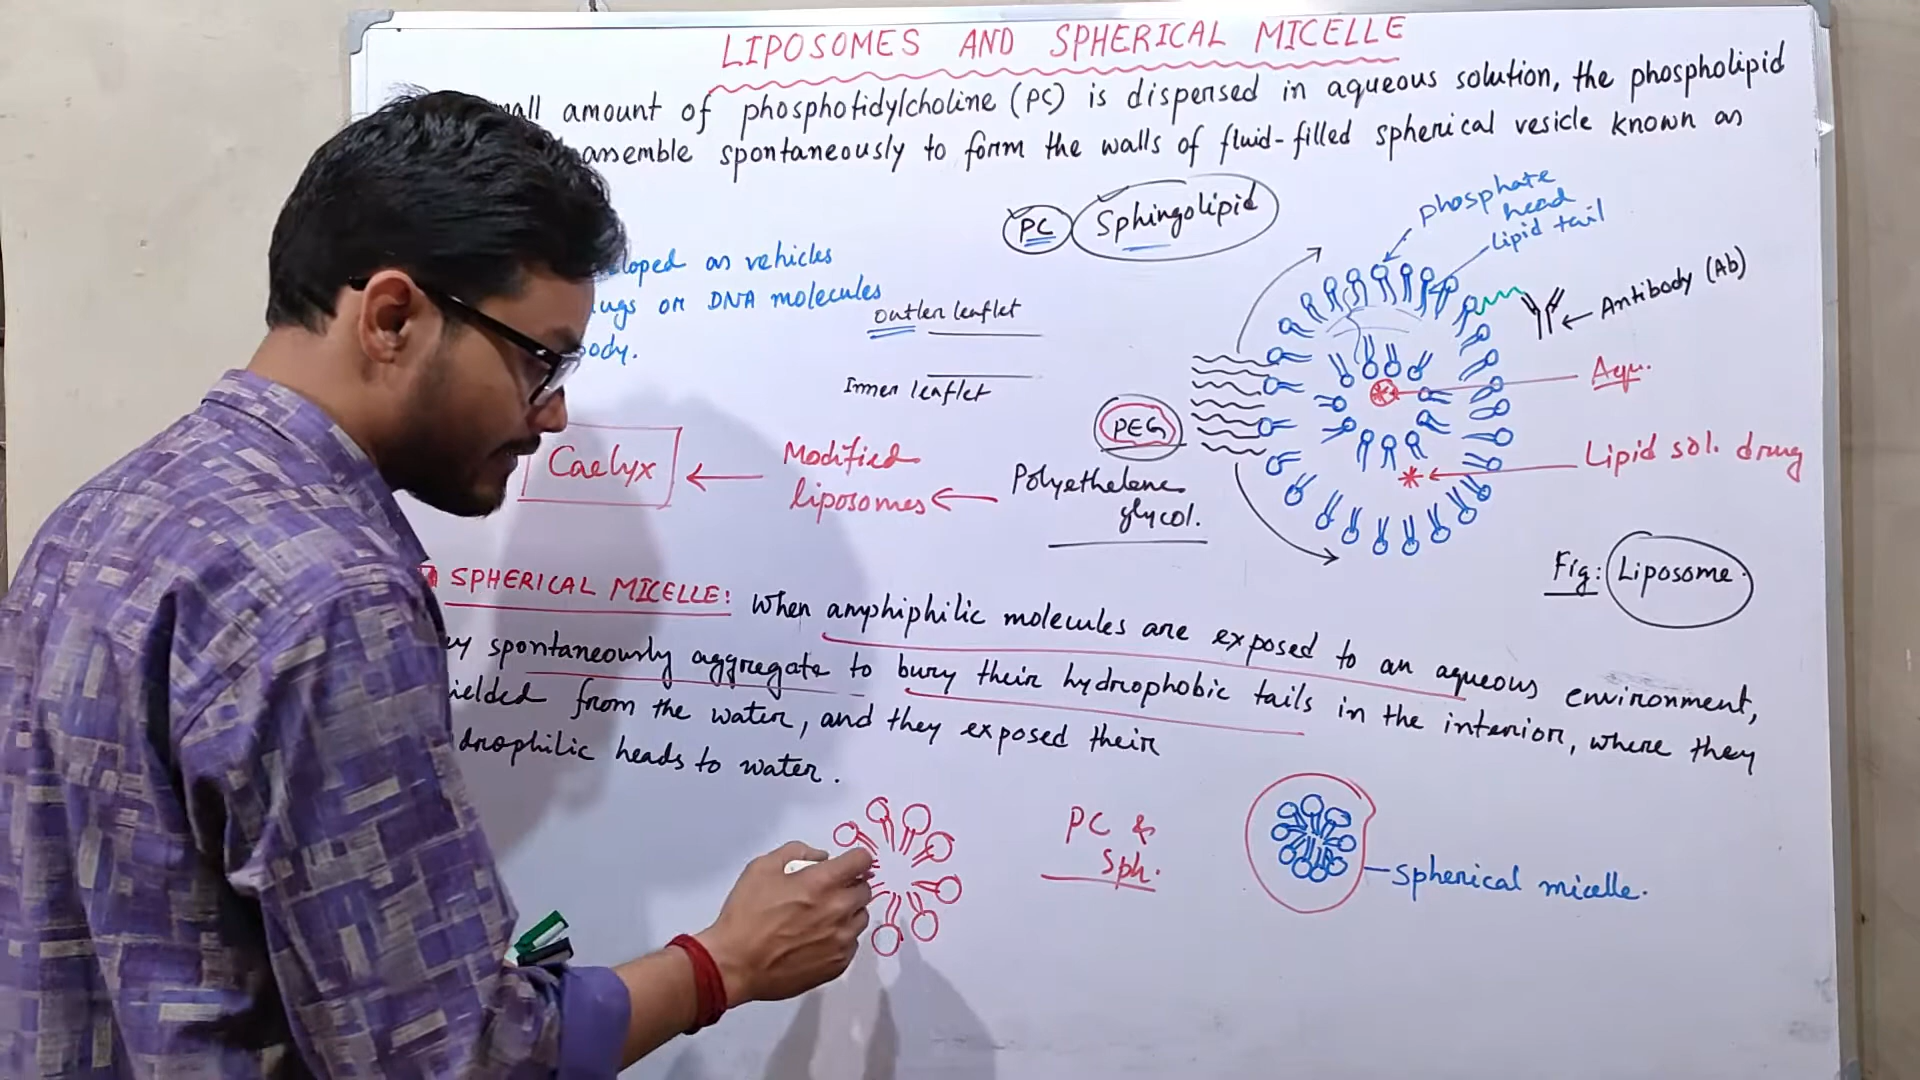 LIPOSOMES AND SPHERICAL MICELLE
amount of phosphotidylcholine (PC) is dispersed in aqueous solution, the phospholipid
assemble spontaneously to form the walls of fluid-filled spherical vesicle known as
PC Sphingolipid
phosphate
head
lipid tail
as vehicles
or DNA molecules
body.
outer leaflet
Inner leaflet
Antibody (Ab)
Aqu.
PEG
Polyethelene
glycol.
Modified
liposomes
Caelyx
Lipid sol. drug
Fig: Liposome
SPHERICAL MICELLE: When amphiphilic molecules are exposed to an aqueous environment,
spontaneously aggregate to bury their hydrophobic tails in the interior, where they
from the water, and they exposed their
heads to water.
PC &
Sph.
Spherical micelle.